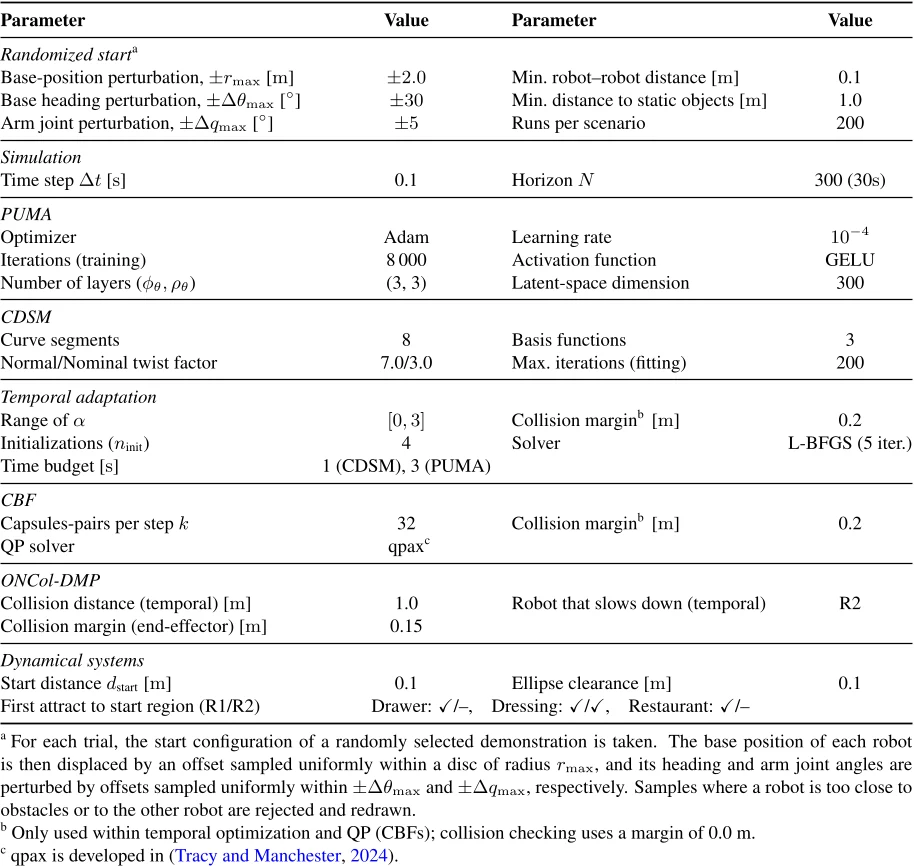 Parameter Value Parameter Value
Randomized startᵃ
Base-position perturbation, ±r_max [m] ±2.0 Min. robot–robot distance [m] 0.1
Base heading perturbation, ±Δθ_max [°] ±30 Min. distance to static objects [m] 1.0
Arm joint perturbation, ±Δq_max [°] ±5 Runs per scenario 200
Simulation
Time step Δt [s] 0.1 Horizon N 300 (30s)
PUMA
Optimizer Adam Learning rate 10⁻⁴
Iterations (training) 8 000 Activation function GELU
Number of layers (ϕ_θ, ρ_θ) (3, 3) Latent-space dimension 300
CDSM
Curve segments 8 Basis functions 3
Normal/Nominal twist factor 7.0/3.0 Max. iterations (fitting) 200
Temporal adaptation
Range of α [0, 3] Collision marginᵇ [m] 0.2
Initializations (n_init) 4 Solver L-BFGS (5 iter.)
Time budget [s] 1 (CDSM), 3 (PUMA)
CBF
Capsules-pairs per step k 32 Collision marginᵇ [m] 0.2
QP solver qpaxᶜ
ONCol-DMP
Collision distance (temporal) [m] 1.0 Robot that slows down (temporal) R2
Collision margin (end-effector) [m] 0.15
Dynamical systems
Start distance d_start [m] 0.1 Ellipse clearance [m] 0.1
First attract to start region (R1/R2) Drawer: ✓/–, Dressing: ✓/✓, Restaurant: ✓/–
ᵃ For each trial, the start configuration of a randomly selected demonstration is taken. The base position of each robot
is then displaced by an offset sampled uniformly within a disc of radius r_max, and its heading and arm joint angles are
perturbed by offsets sampled uniformly within ±Δθ_max and ±Δq_max, respectively. Samples where a robot is too close to
obstacles or to the other robot are rejected and redrawn.
ᵇ Only used within temporal optimization and QP (CBFs); collision checking uses a margin of 0.0 m.
ᶜ qpax is developed in (Tracy and Manchester, 2024).